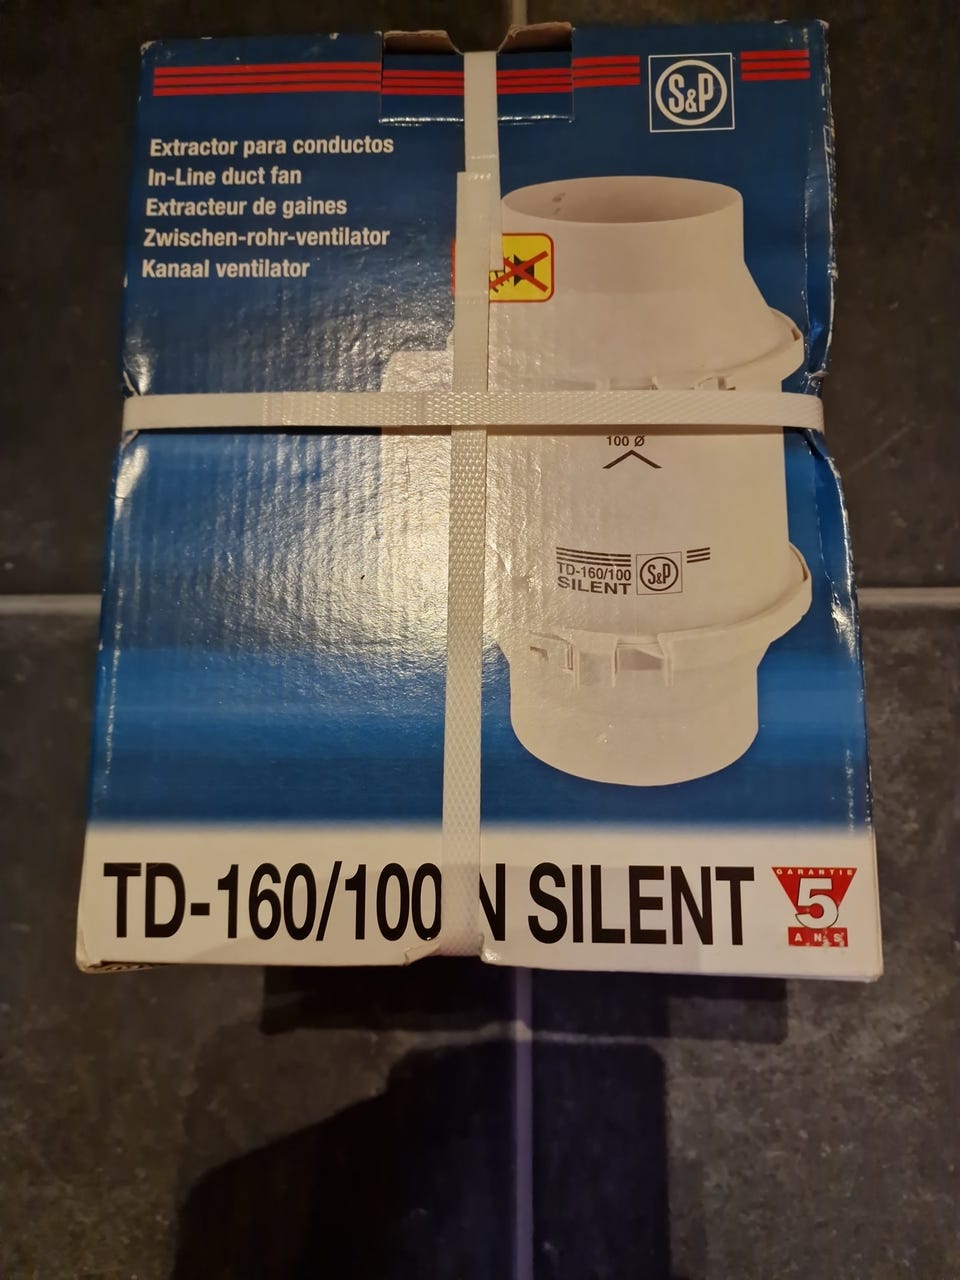 S&P
Extractor para conductos
In-Line duct fan
Extracteur de gaines
Zwischen-rohr-ventilator
Kanaal ventilator
100 Ø
TD-160/100
SILENT
S&P
TD-160/100 N SILENT
GARANTIE
5
ANS